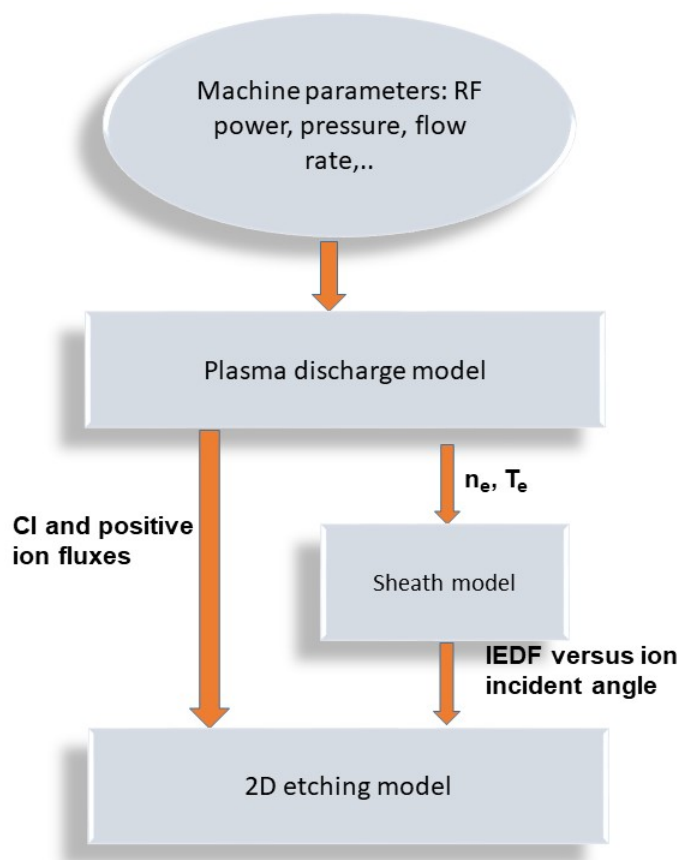 Machine parameters: RF
power, pressure, flow
rate,..
Plasma discharge model
nₑ, Tₑ
Cl and positive
ion fluxes
Sheath model
IEDF versus ion
incident angle
2D etching model